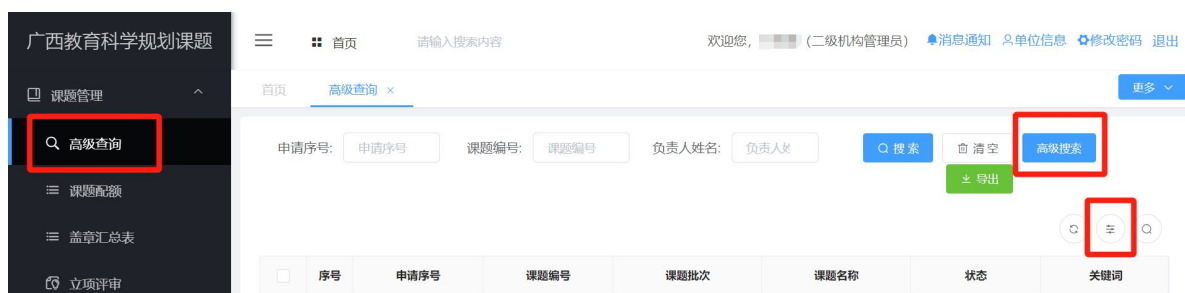 广西教育科学规划课题
首页
请输入搜索内容
欢迎您, (二级机构管理员) 消息通知 单位信息 修改密码 退出
课题管理
首页 高级查询 × 更多
高级查询
申请序号: 申请序号 课题编号: 课题编号 负责人姓名: 负责人 搜索 清空 高级搜索
导出
课题配额
盖章汇总表
立项评审
序号 申请序号 课题编号 课题批次 课题名称 状态 关键词